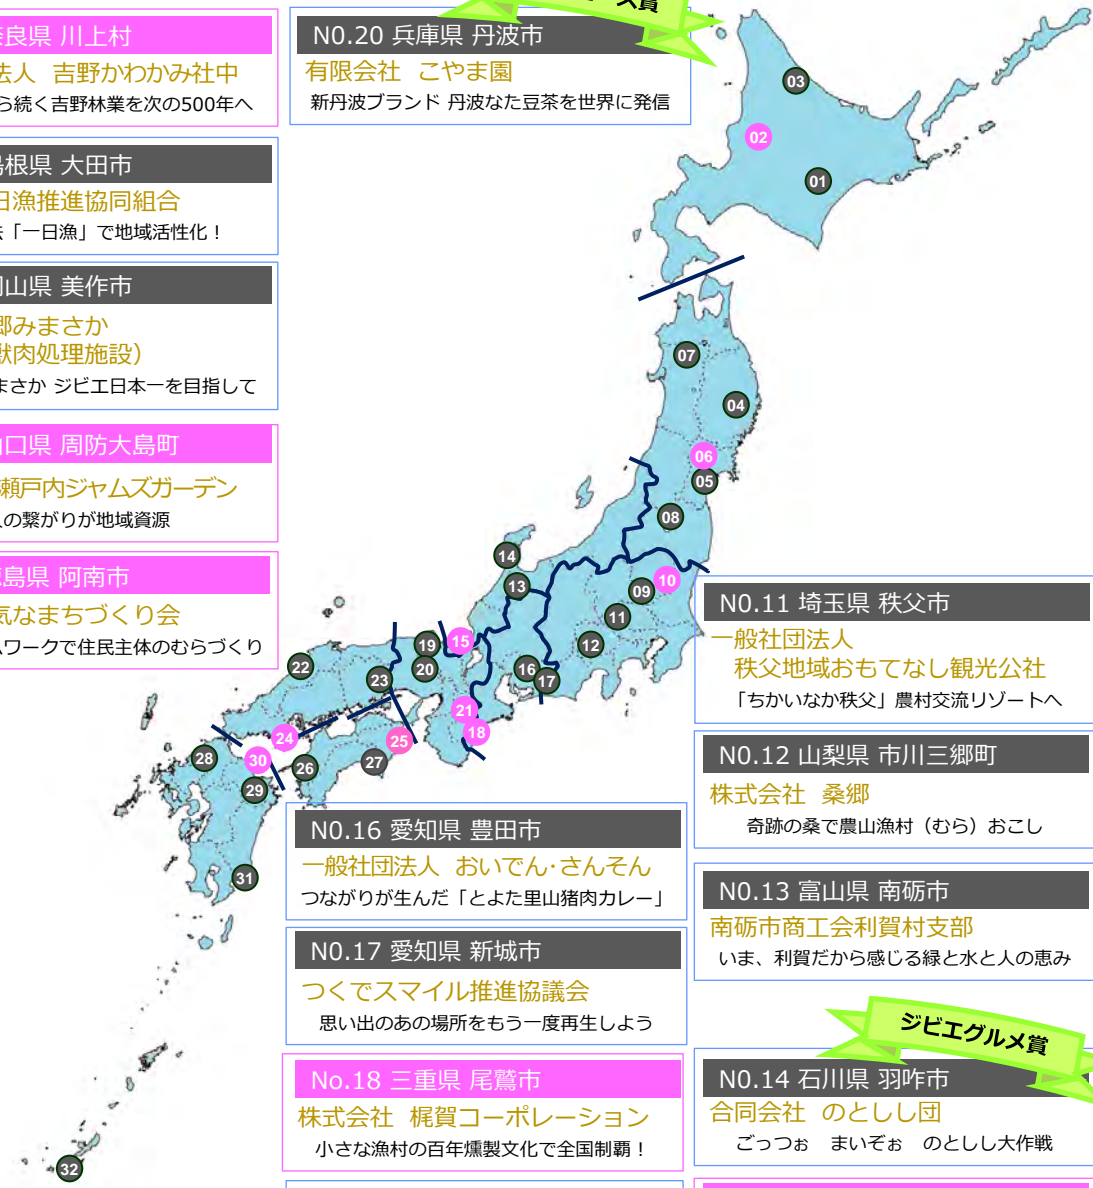 良県 川上村
法人 吉野かわかみ社中
ら続く吉野林業を次の500年へ
根県 大田市
日漁推進協同組合
「一日漁」で地域活性化！
山県 美作市
郷みまさか
獣肉処理施設）
まさか ジビエ日本一を目指して
口県 周防大島町
瀬戸内ジャムズガーデン
の繋がりが地域資源
島県 阿南市
気なまちづくり会
ワークで住民主体のむらづくり
ス賞
N0.20 兵庫県 丹波市
有限会社 こやま園
新丹波ブランド 丹波なた豆茶を世界に発信
03
02
01
07
04
06
05
08
14
13
10
09
11
12
15
19
20
16
17
22
23
21
18
24
25
30
28
26
27
29
31
32
N0.11 埼玉県 秩父市
一般社団法人
秩父地域おもてなし観光公社
「ちかいなか秩父」農村交流リゾートへ
N0.12 山梨県 市川三郷町
株式会社 桑郷
奇跡の桑で農山漁村（むら）おこし
N0.13 富山県 南砺市
南砺市商工会利賀村支部
いま、利賀だから感じる緑と水と人の恵み
ジビエグルメ賞
N0.14 石川県 羽咋市
合同会社 のとしし団
ごっつぉ まいぞぉ のとしし大作戦
N0.16 愛知県 豊田市
一般社団法人 おいでん･さんそん
つながりが生んだ「とよた里山猪肉カレー」
N0.17 愛知県 新城市
つくでスマイル推進協議会
思い出のあの場所をもう一度再生しよう
No.18 三重県 尾鷲市
株式会社 梶賀コーポレーション
小さな漁村の百年燻製文化で全国制覇！